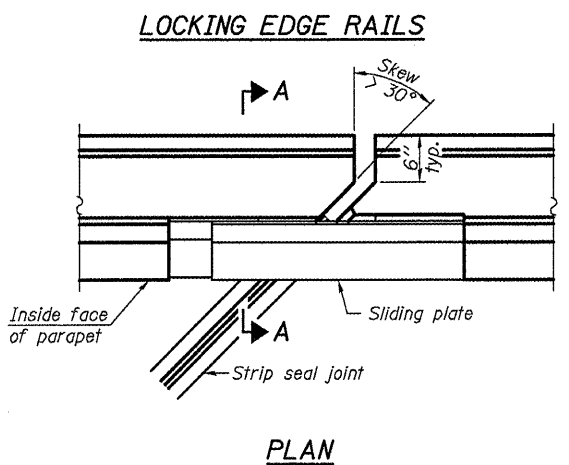 LOCKING EDGE RAILS
A
Skew
> 30°
6"
typ.
Inside face
of parapet
A
Sliding plate
Strip seal joint
PLAN